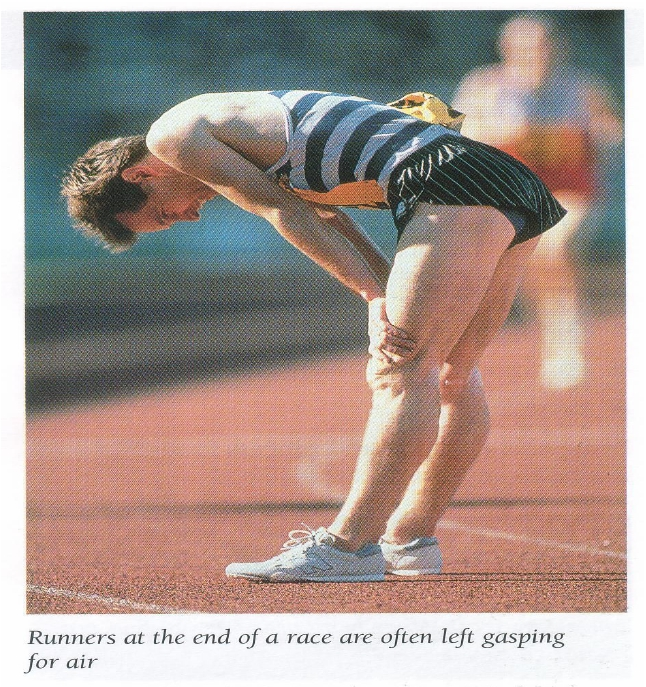 Runners at the end of a race are often left gasping
for air